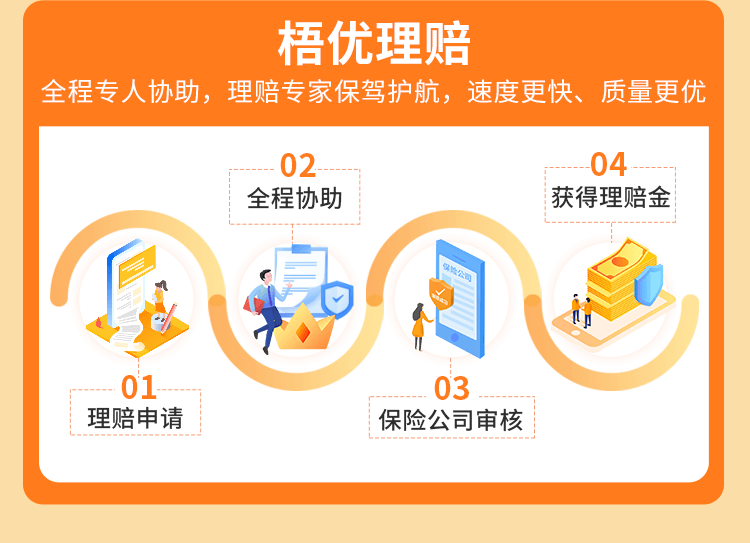 梧优理赔
全程专人协助，理赔专家保驾护航，速度更快、质量更优
01
理赔申请
02
全程协助
保险公司
03
保险公司审核
04
获得理赔金